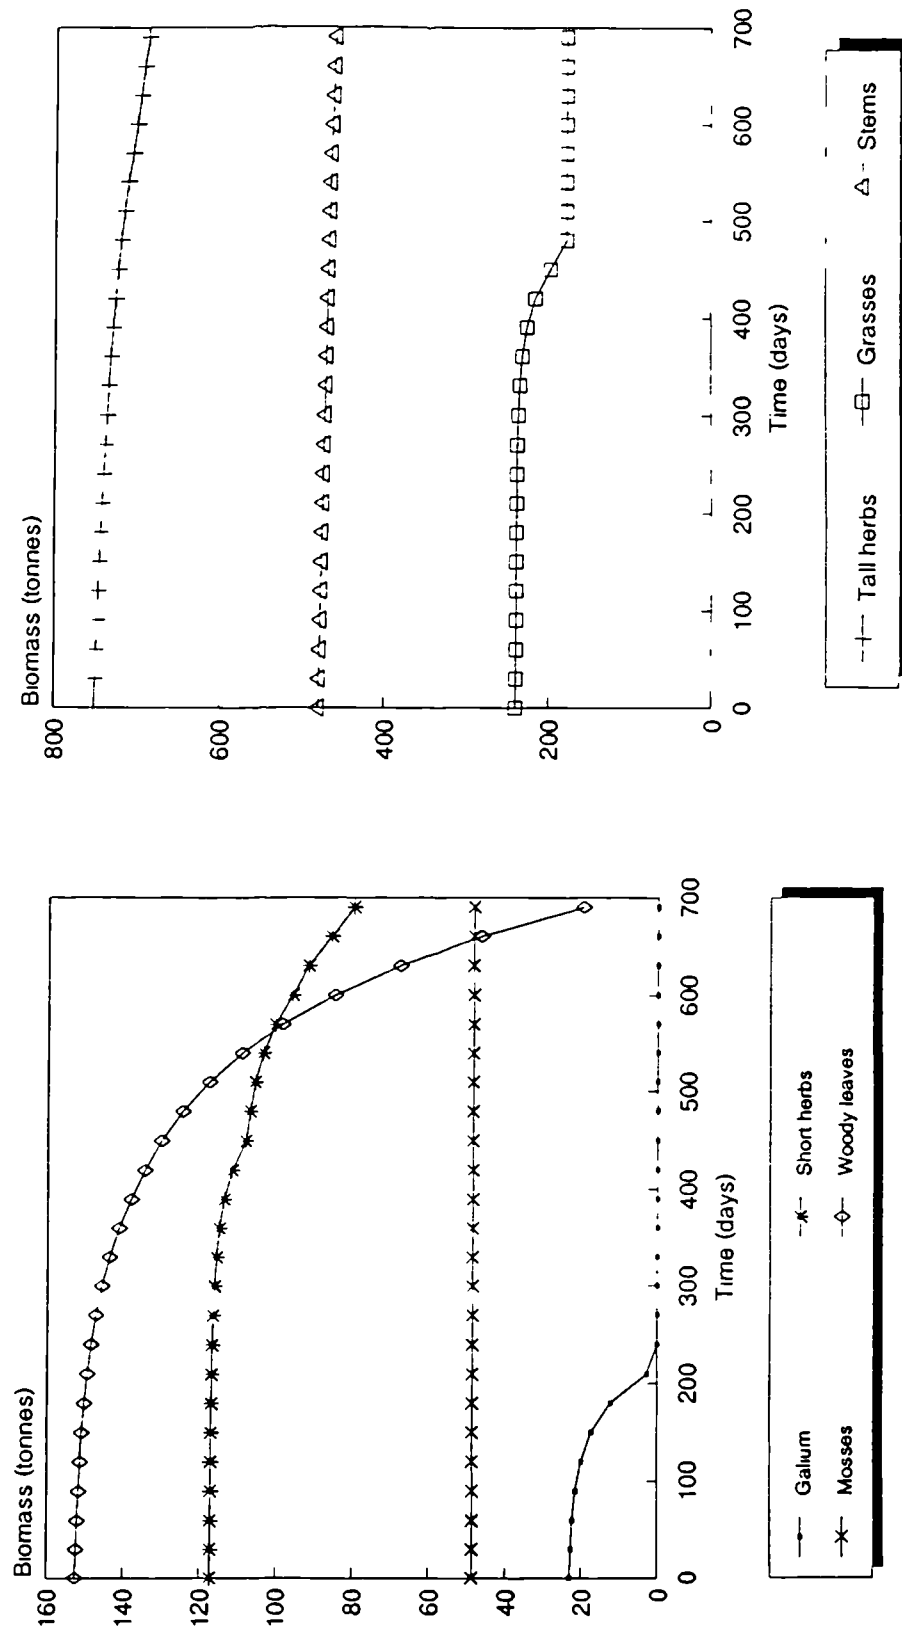 Biomass (tonnes)
160
140
120
100
80
60
40
20
0
0 100 200 300 400 500 600 700
Time (days)
Galium Short herbs
Mosses Woody leaves
Biomass (tonnes)
800
600
400
200
0
0 100 200 300 400 500 600 700
Time (days)
Tall herbs Grasses Stems